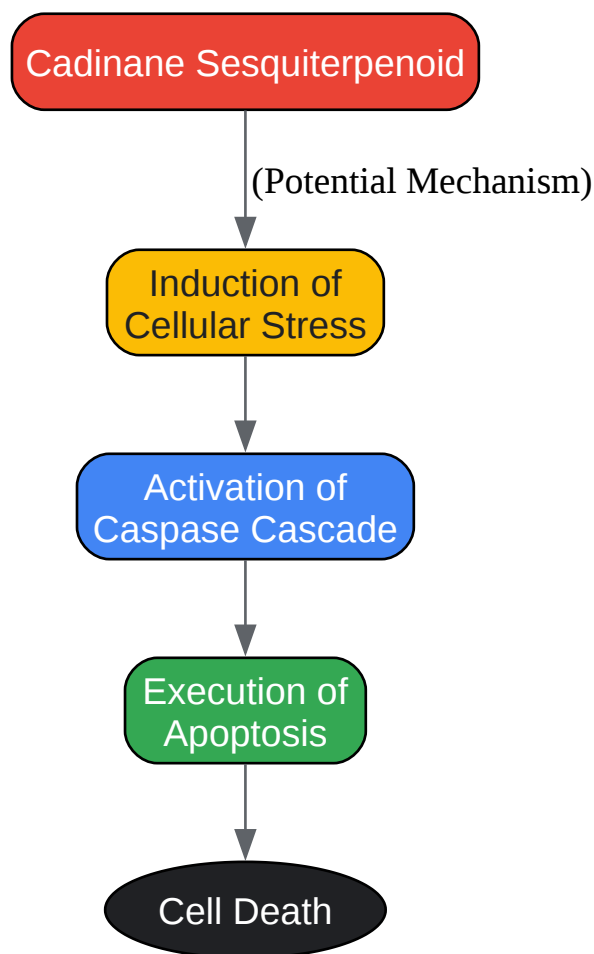 Cadinane Sesquiterpenoid
(Potential Mechanism)
Induction of
Cellular Stress
Activation of
Caspase Cascade
Execution of
Apoptosis
Cell Death